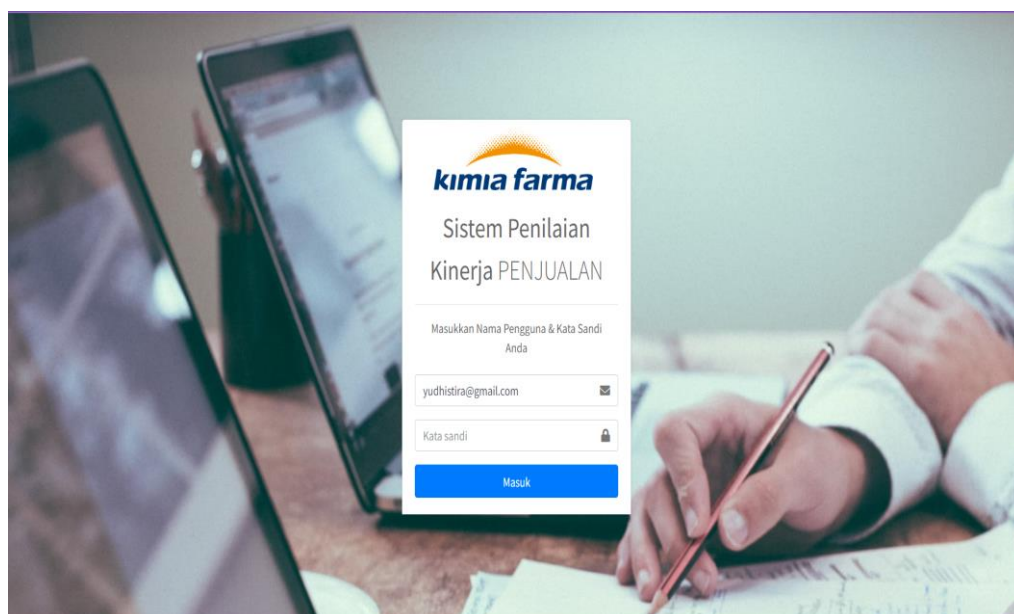 kimia farma
Sistem Penilaian
Kinerja PENJUALAN
Masukkan Nama Pengguna & Kata Sandi
Anda
yudhistira@gmail.com
Kata sandi
Masuk